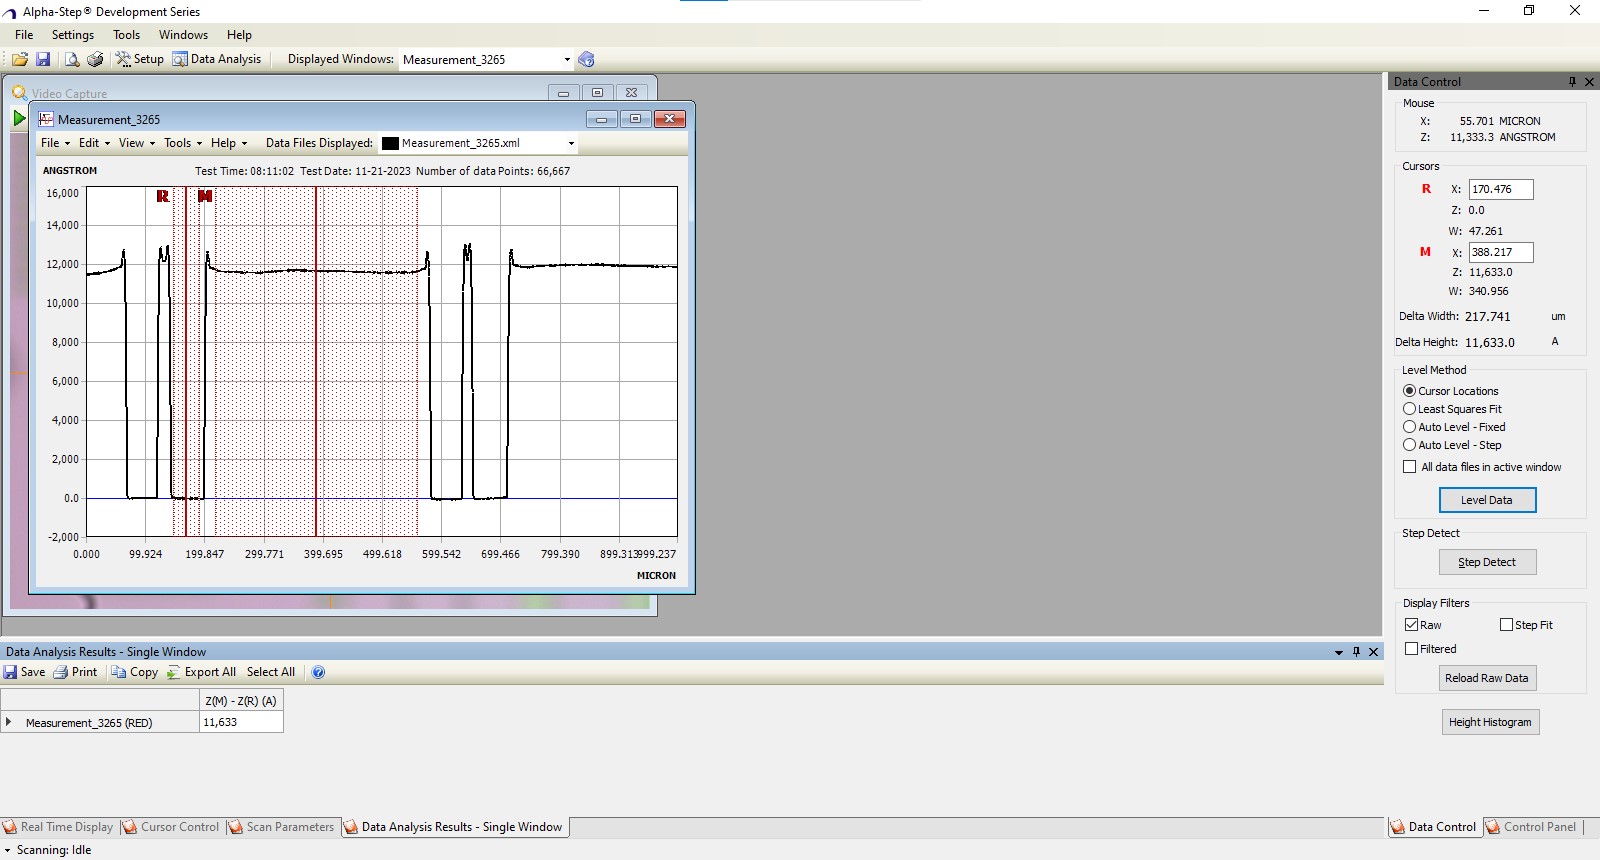 Alpha-Step® Development Series
File Settings Tools Windows Help
Setup Data Analysis Displayed Windows: Measurement_3265
Video Capture
Measurement_3265
File Edit View Tools Help Data Files Displayed: Measurement_3265.xml
ANGSTROM Test Time: 08:11:02 Test Date: 11-21-2023 Number of data Points: 66,667
R M
16,000
14,000
12,000
10,000
8,000
6,000
4,000
2,000
0.0
-2,000
0.000 99.924 199.847 299.771 399.695 499.618 599.542 699.466 799.390 899.313 999.237
MICRON
Data Control
Mouse
X: 55.701 MICRON
Z: 11,333.3 ANGSTROM
Cursors
R X: 170.476
Z: 0.0
W: 47.261
M X: 388.217
Z: 11,633.0
W: 340.956
Delta Width: 217.741 um
Delta Height: 11,633.0 A
Level Method
Cursor Locations
Least Squares Fit
Auto Level - Fixed
Auto Level - Step
All data files in active window
Level Data
Step Detect
Step Detect
Display Filters
Raw Step Fit
Filtered
Reload Raw Data
Height Histogram
Data Analysis Results - Single Window
Save Print Copy Export All Select All
Z(M) - Z(R) (A)
Measurement_3265 (RED) 11,633
Real Time Display Cursor Control Scan Parameters Data Analysis Results - Single Window
Data Control Control Panel
Scanning: Idle